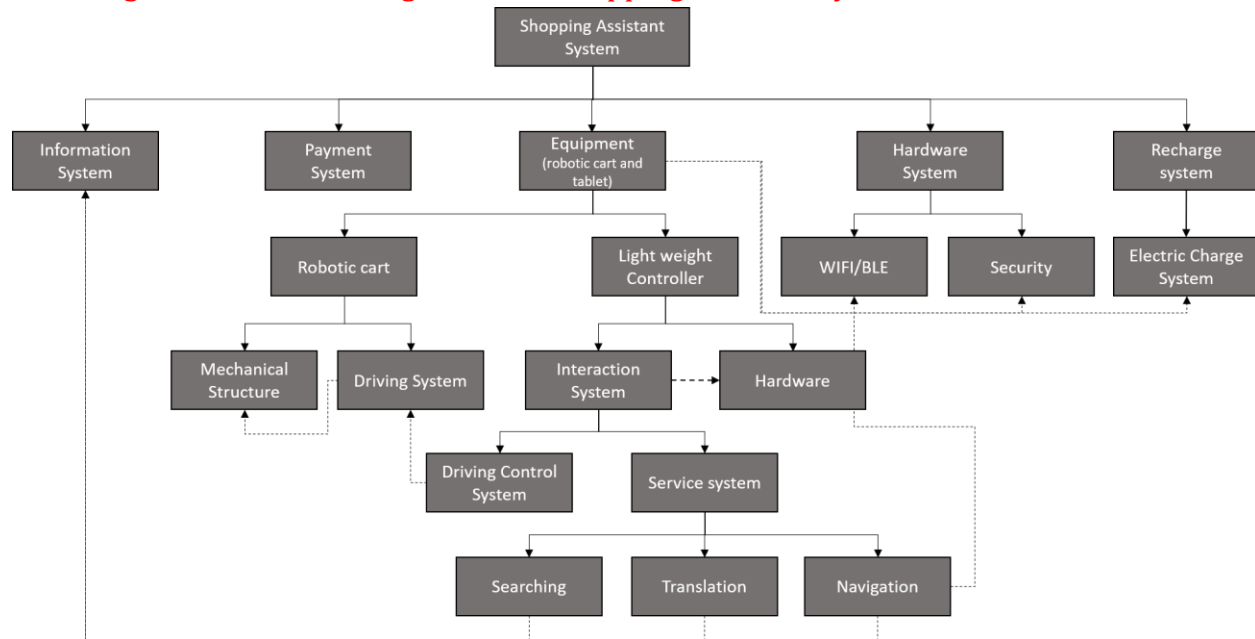 Shopping Assistant
System
Information
System
Payment
System
Equipment
(robotic cart and
tablet)
Hardware
System
Recharge
system
Robotic cart
Light weight
Controller
WIFI/BLE
Security
Electric Charge
System
Mechanical
Structure
Driving System
Interaction
System
Hardware
Driving Control
System
Service system
Searching
Translation
Navigation